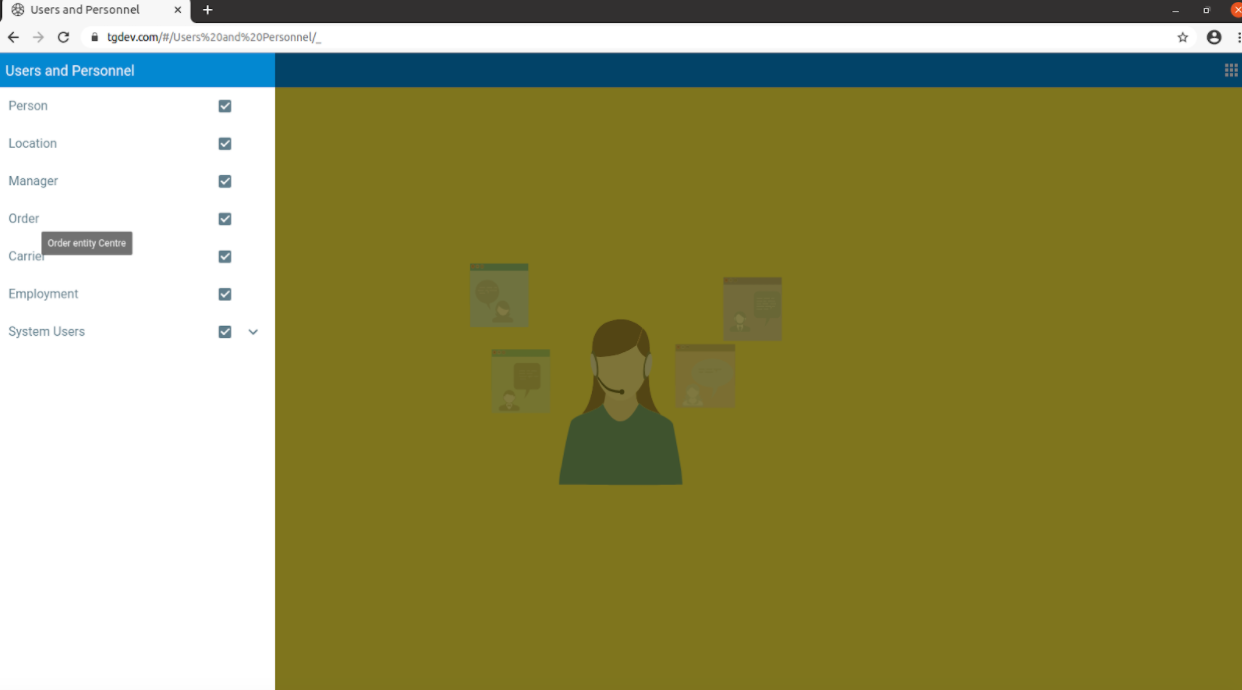 Users and Personnel
tgdev.com/#/Users%20and%20Personnel/_
Users and Personnel
Person
Location
Manager
Order
Order entity Centre
Carrier
Employment
System Users